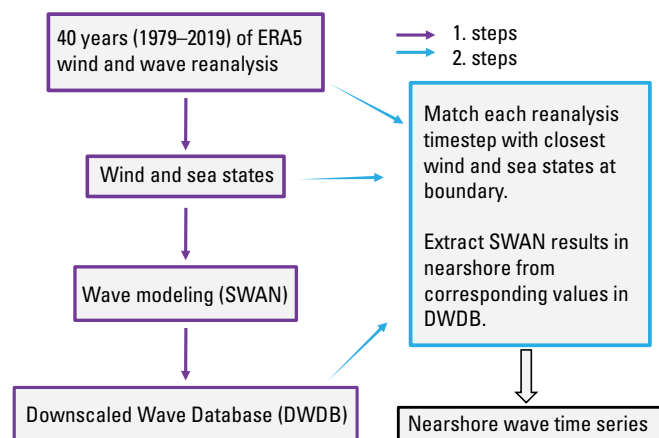 40 years (1979–2019) of ERA5
wind and wave reanalysis
1. steps
2. steps
Match each reanalysis
timestep with closest
wind and sea states at
boundary.
Extract SWAN results in
nearshore from
corresponding values in
DWDB.
Wind and sea states
Wave modeling (SWAN)
Downscaled Wave Database (DWDB)
Nearshore wave time series